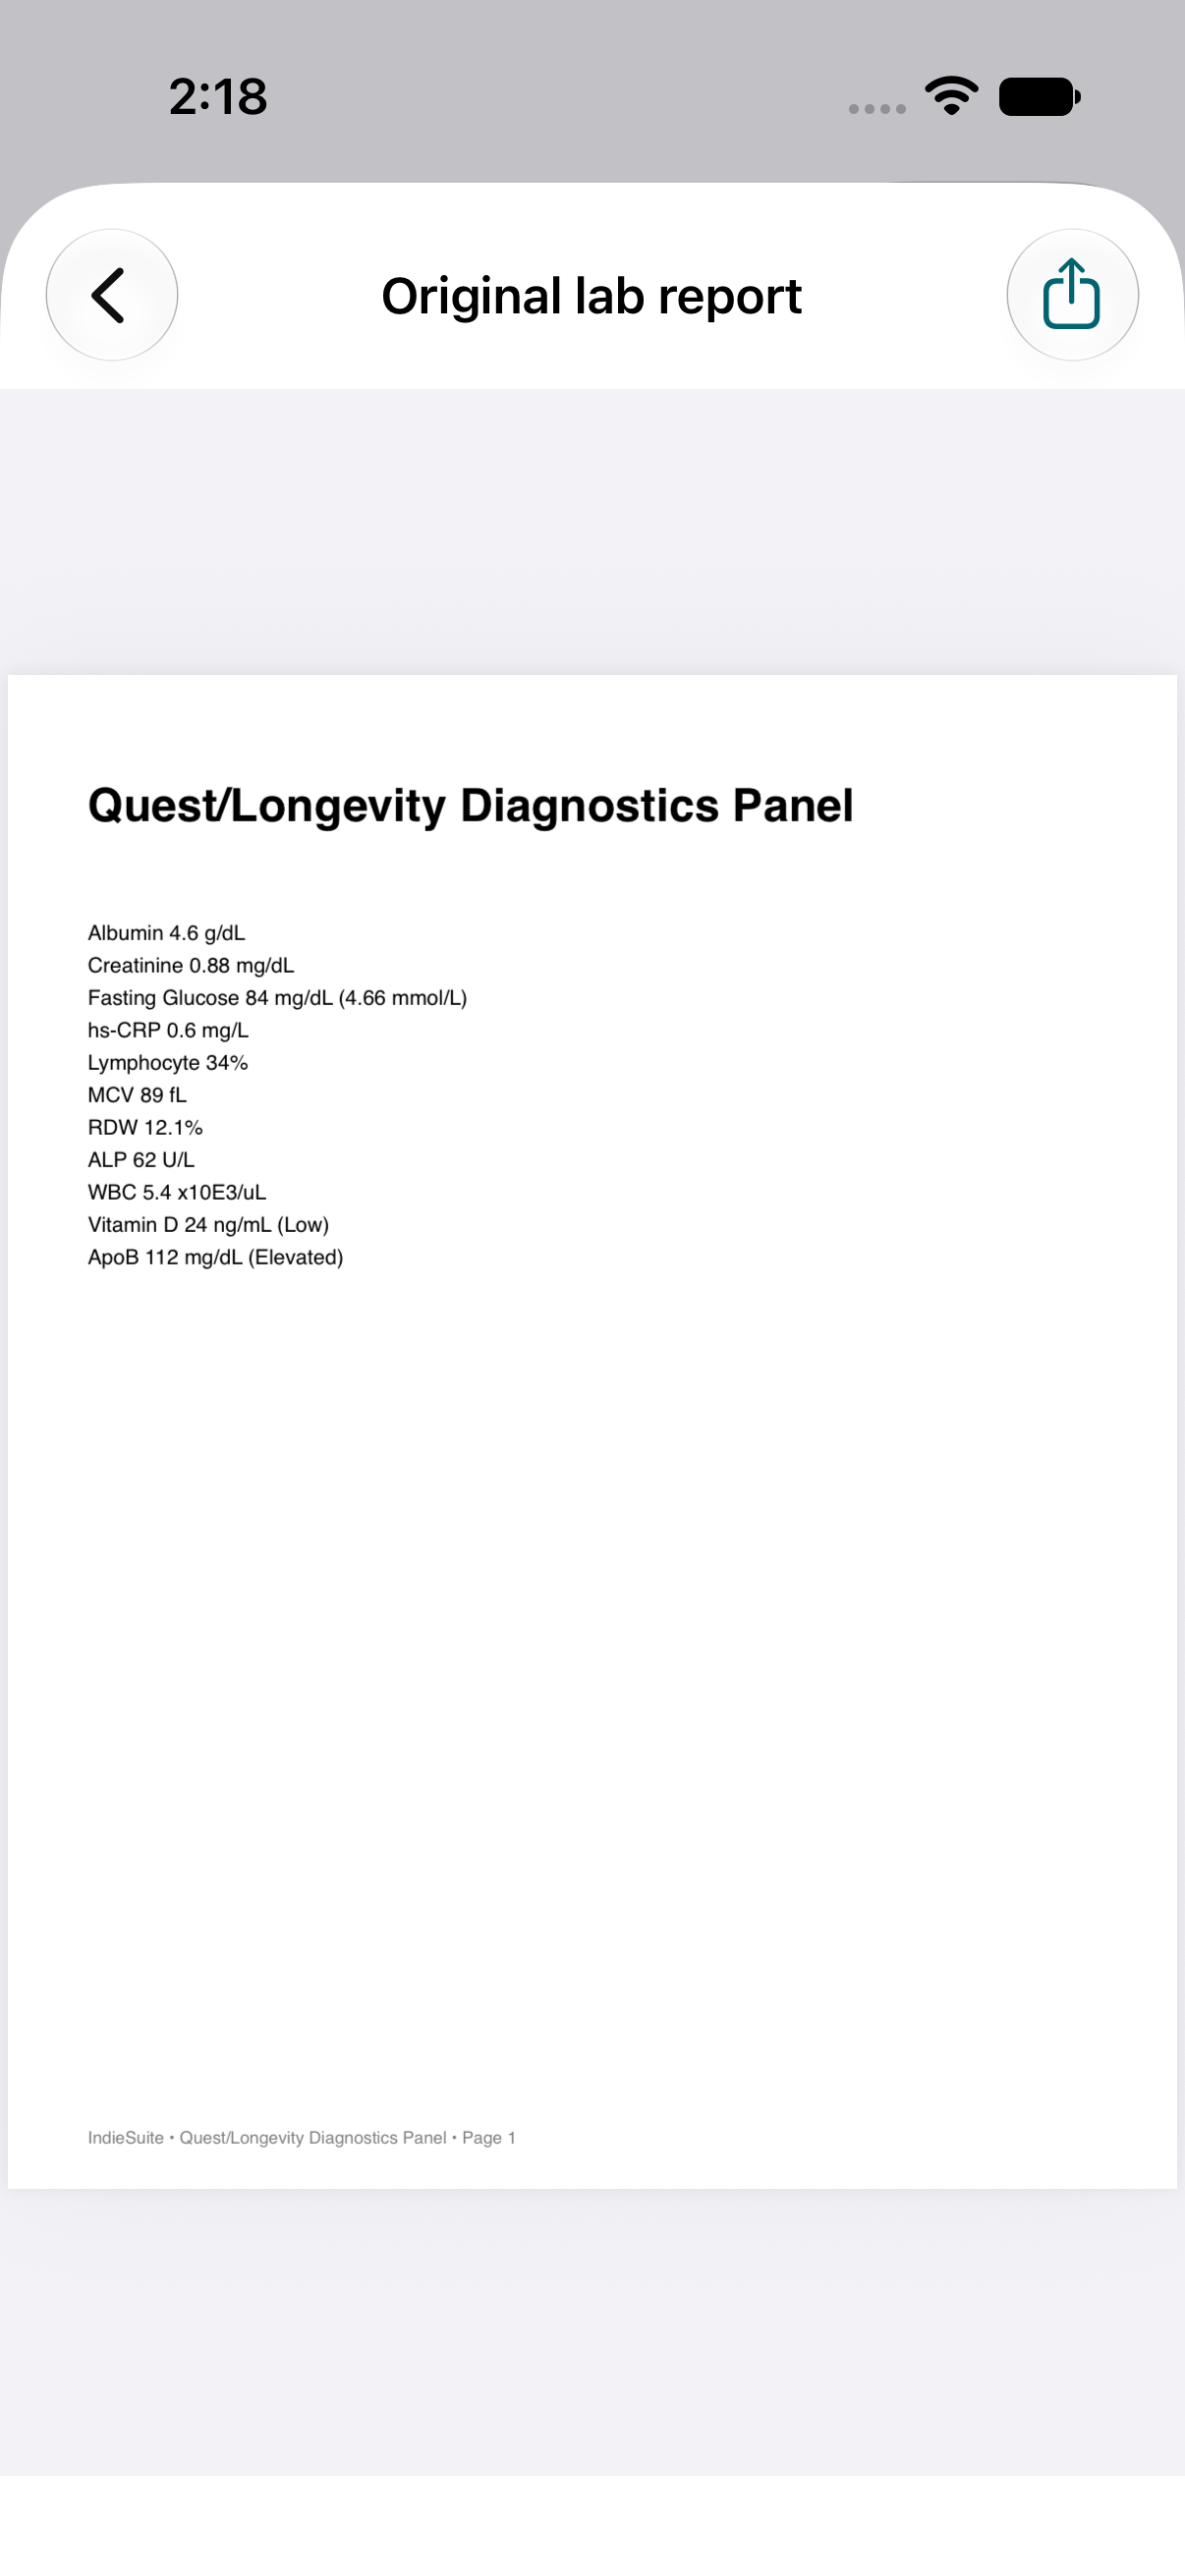 2:18
Original lab report
Quest/Longevity Diagnostics Panel
Albumin 4.6 g/dL
Creatinine 0.88 mg/dL
Fasting Glucose 84 mg/dL (4.66 mmol/L)
hs-CRP 0.6 mg/L
Lymphocyte 34%
MCV 89 fL
RDW 12.1%
ALP 62 U/L
WBC 5.4 x10E3/uL
Vitamin D 24 ng/mL (Low)
ApoB 112 mg/dL (Elevated)
IndieSuite • Quest/Longevity Diagnostics Panel • Page 1